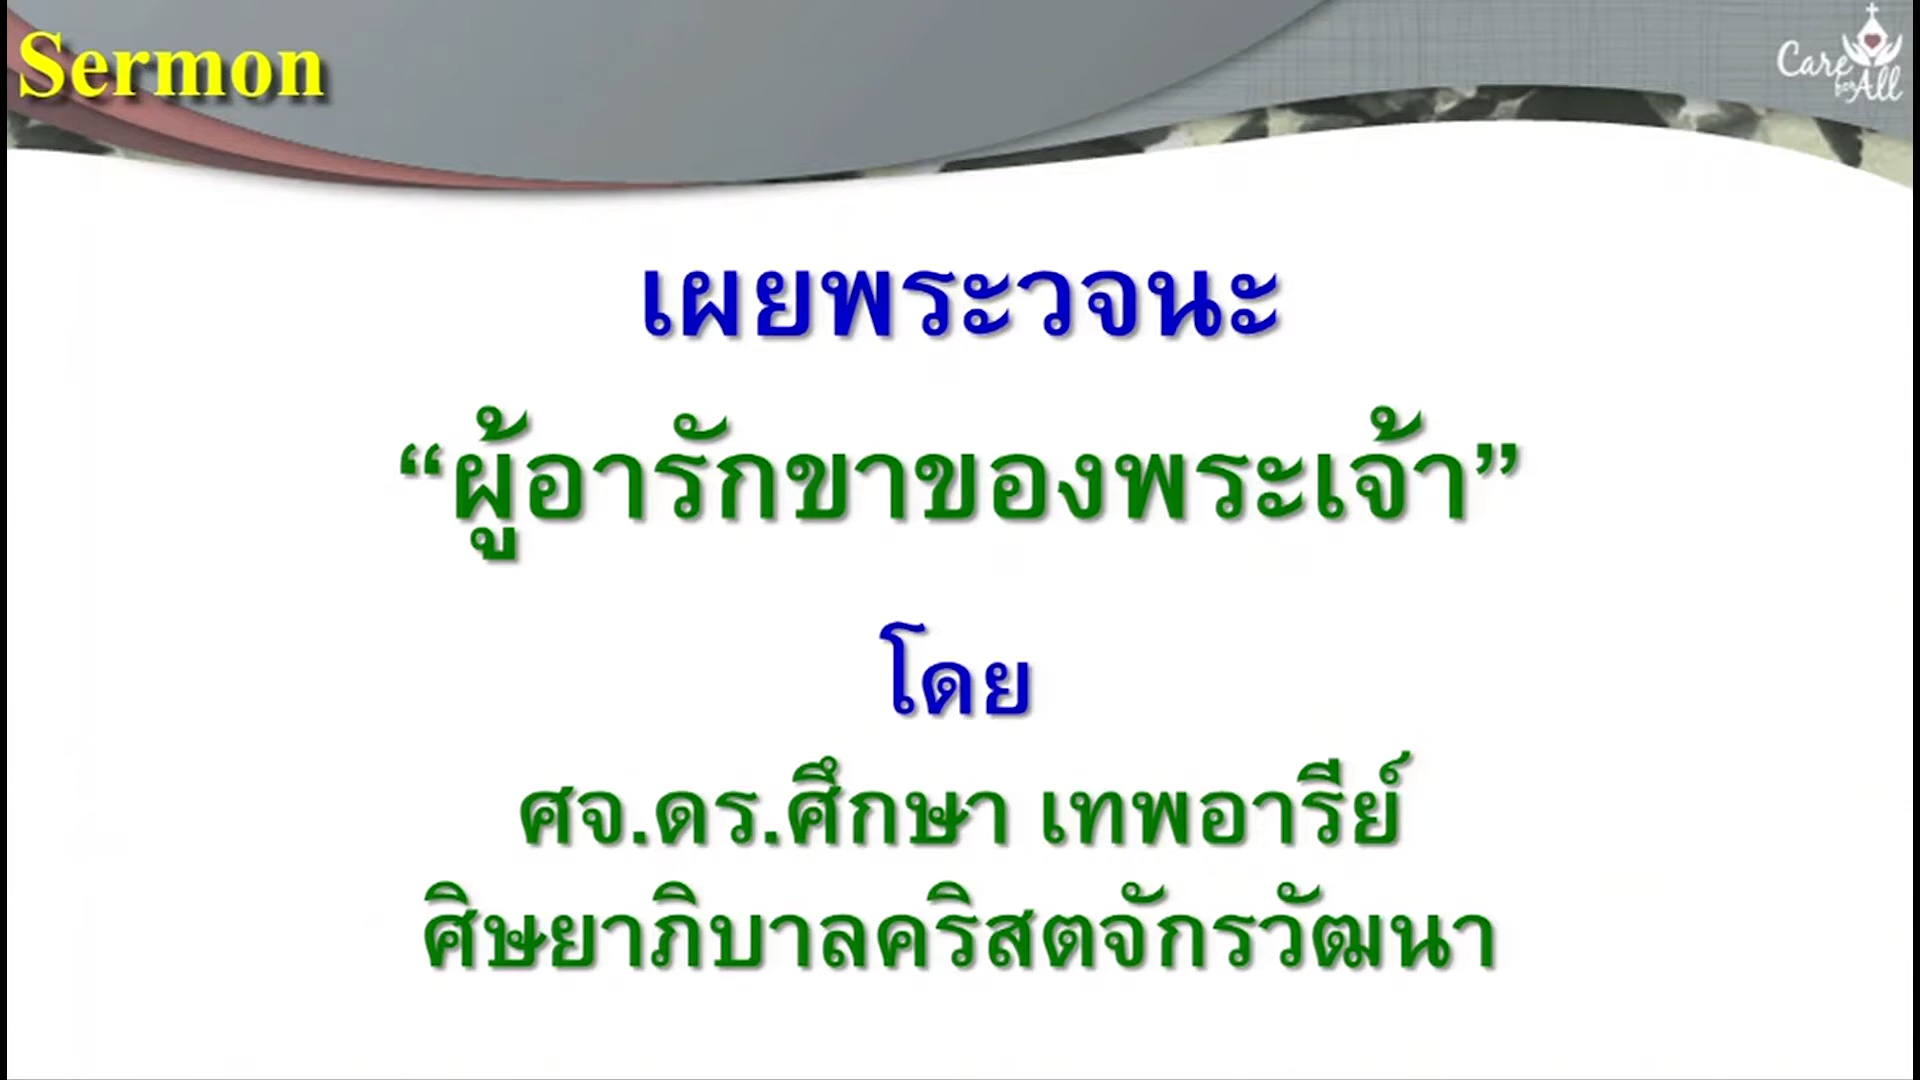 Sermon
Care
for All
เผยพระวจนะ
“ผู้อารักขาของพระเจ้า”
โดย
ศจ.ดร.ศึกษา เทพอารีย์
ศิษยาภิบาลคริสตจักรวัฒนา